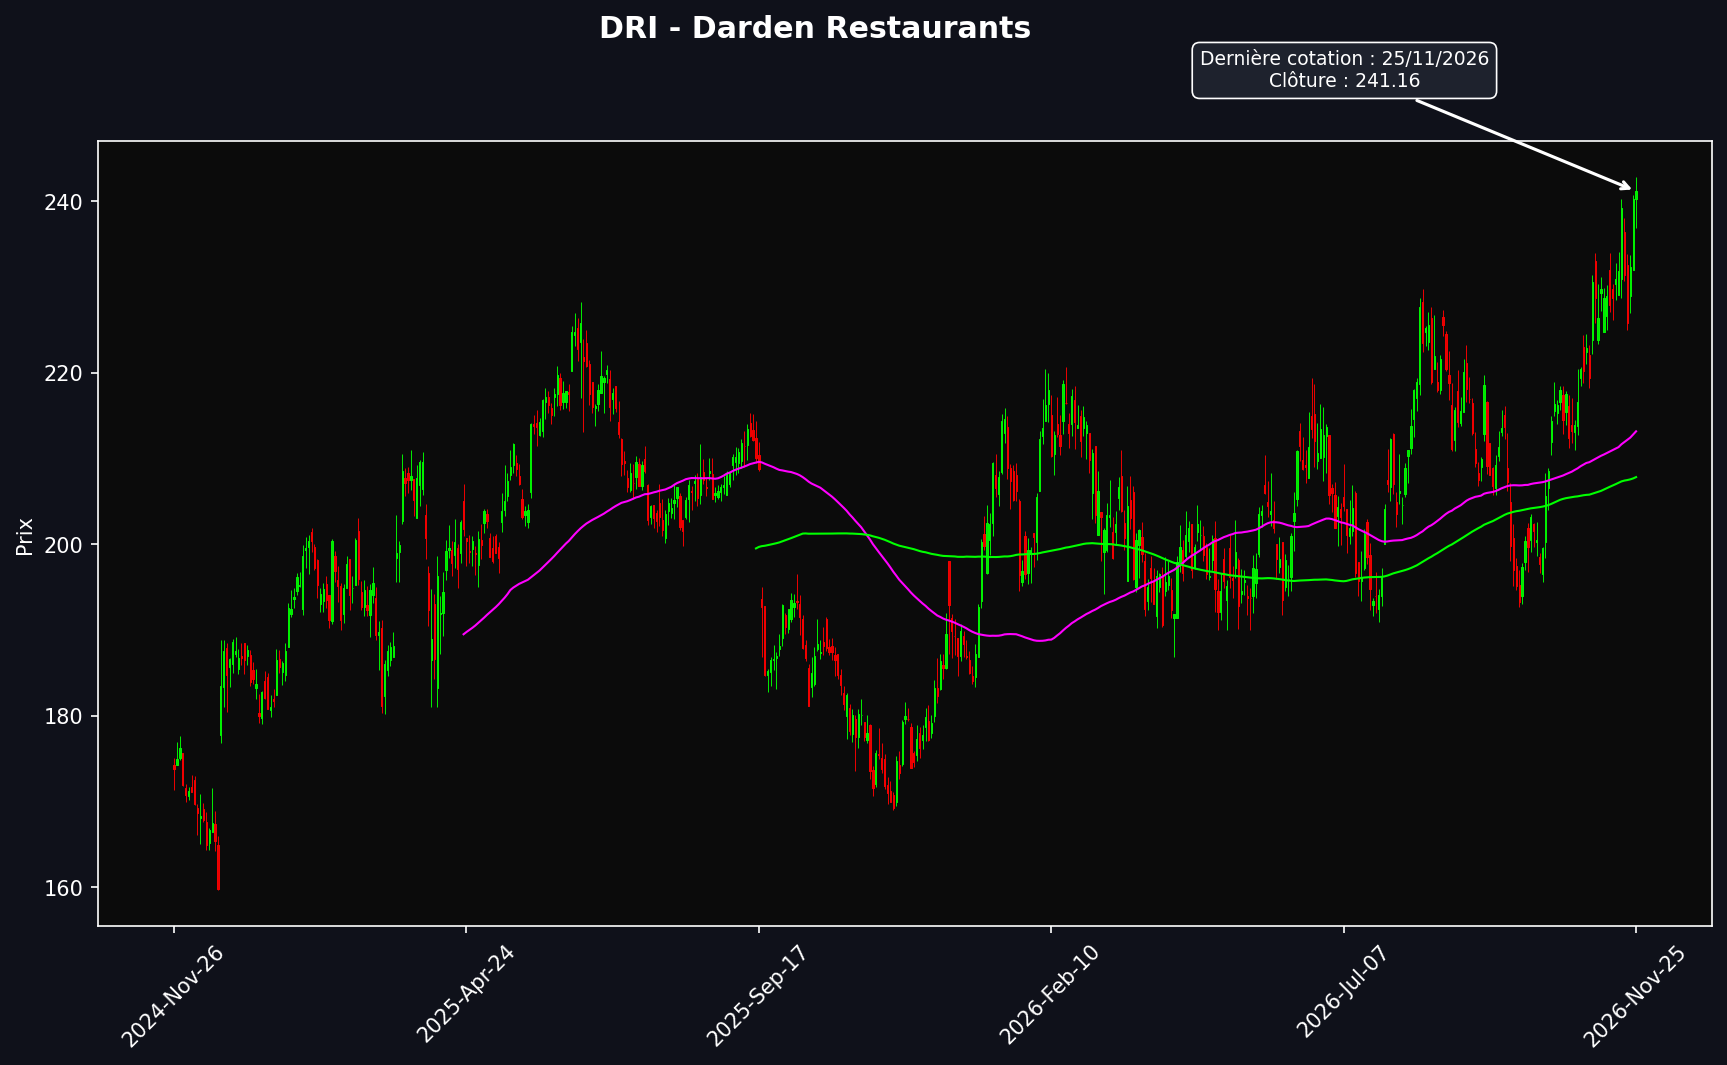 DRI - Darden Restaurants
Dernière cotation : 25/11/2026
Clôture : 241.16
Prix
240
220
200
180
160
2024-Nov-26
2025-Apr-24
2025-Sep-17
2026-Feb-10
2026-Jul-07
2026-Nov-25